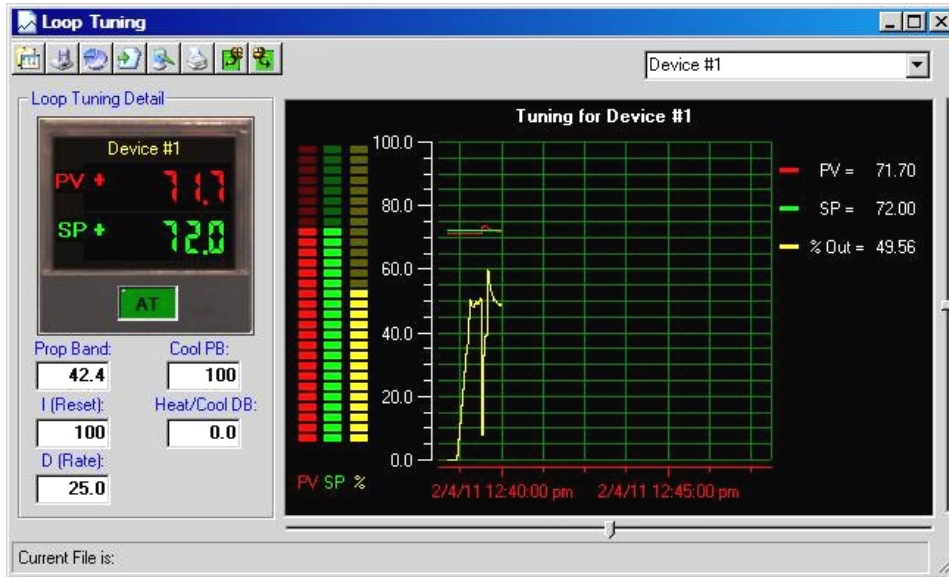 Loop Tuning
Device #1
Loop Tuning Detail
Device #1
PV 71.7
SP 72.0
AT
Prop Band: Cool PB:
42.4 100
I (Reset): Heat/Cool DB:
100 0.0
D (Rate):
25.0
Tuning for Device #1
100.0
80.0
60.0
40.0
20.0
0.0
PV SP %
2/4/11 12:40:00 pm 2/4/11 12:45:00 pm
PV = 71.70
SP = 72.00
% Out = 49.56
Current File is: